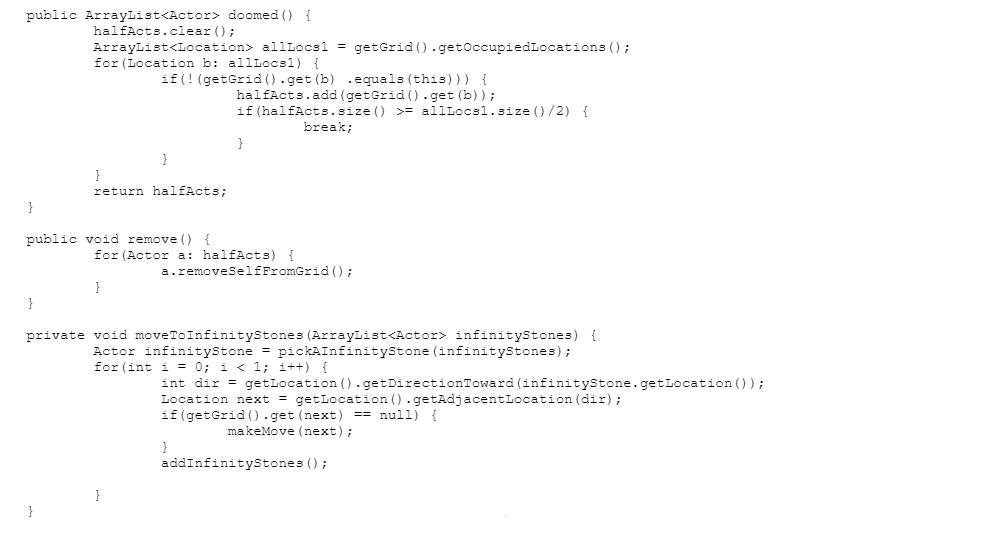 public ArrayList<Actor> doomed() {
halfActs.clear();
ArrayList<Location> allLocs1 = getGrid().getOccupiedLocations();
for(Location b: allLocs1) {
if(!(getGrid().get(b) .equals(this))) {
halfActs.add(getGrid().get(b));
if(halfActs.size() >= allLocs1.size()/2) {
break;
}
}
}
return halfActs;
}
public void remove() {
for(Actor a: halfActs) {
a.removeSelfFromGrid();
}
}
private void moveToInfinityStones(ArrayList<Actor> infinityStones) {
Actor infinityStone = pickAInfinityStone(infinityStones);
for(int i = 0; i < 1; i++) {
int dir = getLocation().getDirectionToward(infinityStone.getLocation());
Location next = getLocation().getAdjacentLocation(dir);
if(getGrid().get(next) == null) {
makeMove(next);
}
addInfinityStones();
}
}